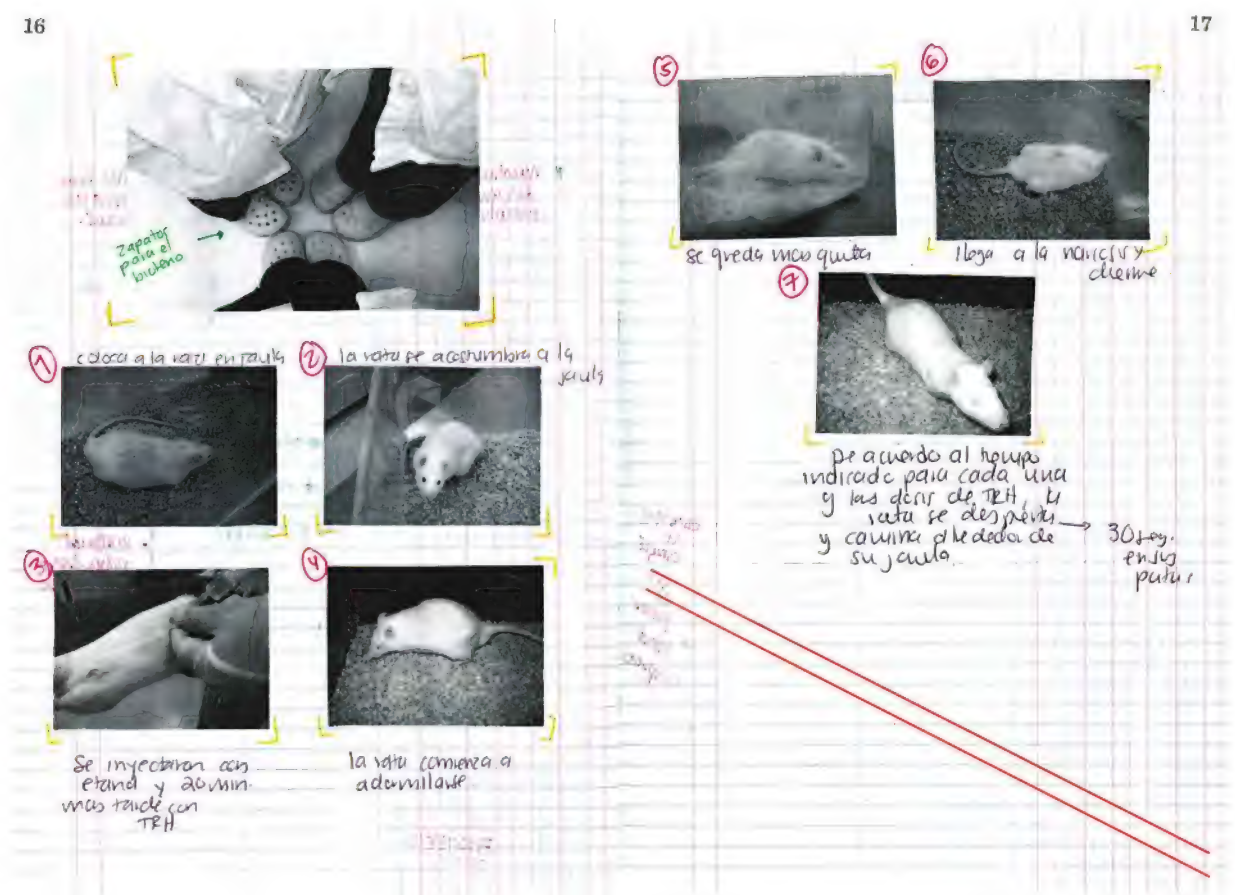 16
Zapatos
para el
bioterio
1
coloca a la rata en jaula
2
la rata se acostumbra a la
jaula
3
Se inyectaron con
etanol y 20 min.
mas tarde con
TRH
4
la rata comienza a
adormilarse
17
5
se queda mas quieta
6
llega a la narcosis y
duerme
7
De acuerdo al tiempo
indicado para cada una
y las dosis de TRH, la
rata se despierta
y camina alrededor de
su jaula
30 seg.
en sus
patas